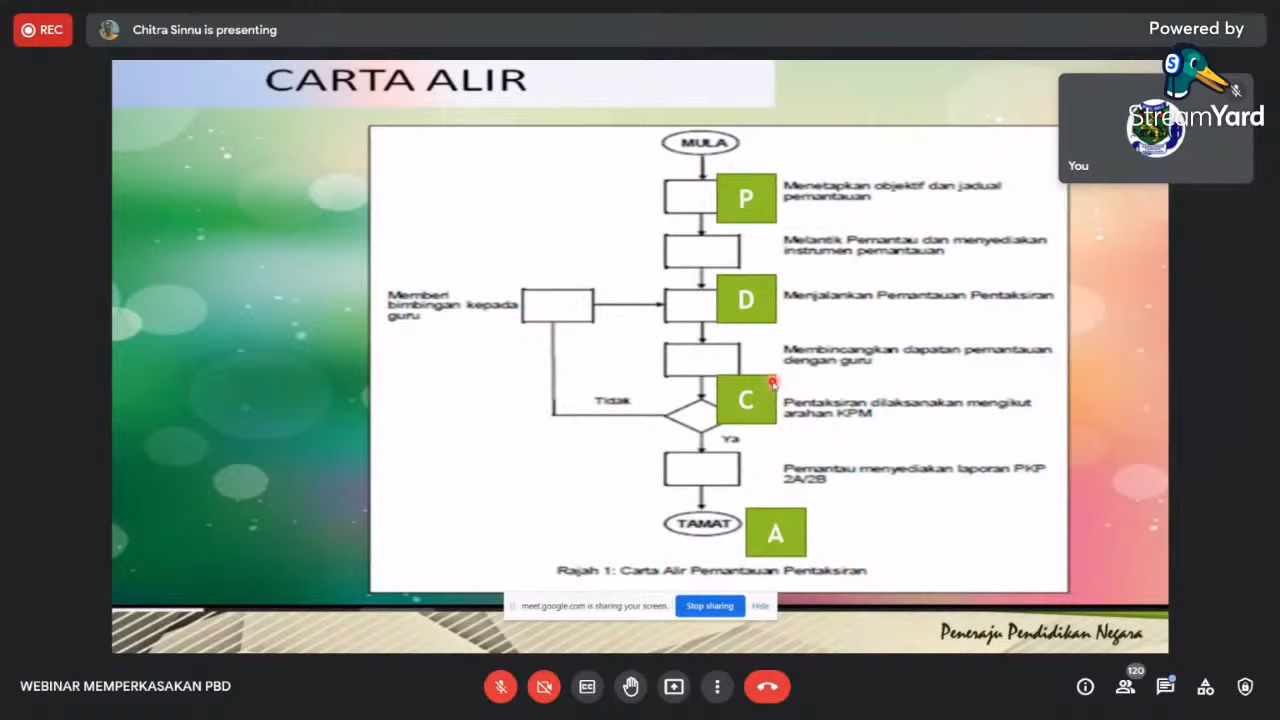 REC
Chitra Sinnu is presenting
Powered by
StreamYard
You
CARTA ALIR
MULA
P
Menetapkan objektif dan jadual
pemantauan
Melantik Pemantau dan menyediakan
instrumen pemantauan
Memberi
bimbingan kepada
guru
D
Menjalankan Pemantauan Pentaksiran
Membincangkan dapatan pemantauan
dengan guru
Tidak
C
Pentaksiran dilaksanakan mengikut
arahan KPM
Ya
Pemantau menyediakan laporan PKP
2A/2B
TAMAT
A
Rajah 1: Carta Alir Pemantauan Pentaksiran
meet.google.com is sharing your screen.
Stop sharing
Hide
Peneraju Pendidikan Negara
WEBINAR MEMPERKASAKAN PBD
120